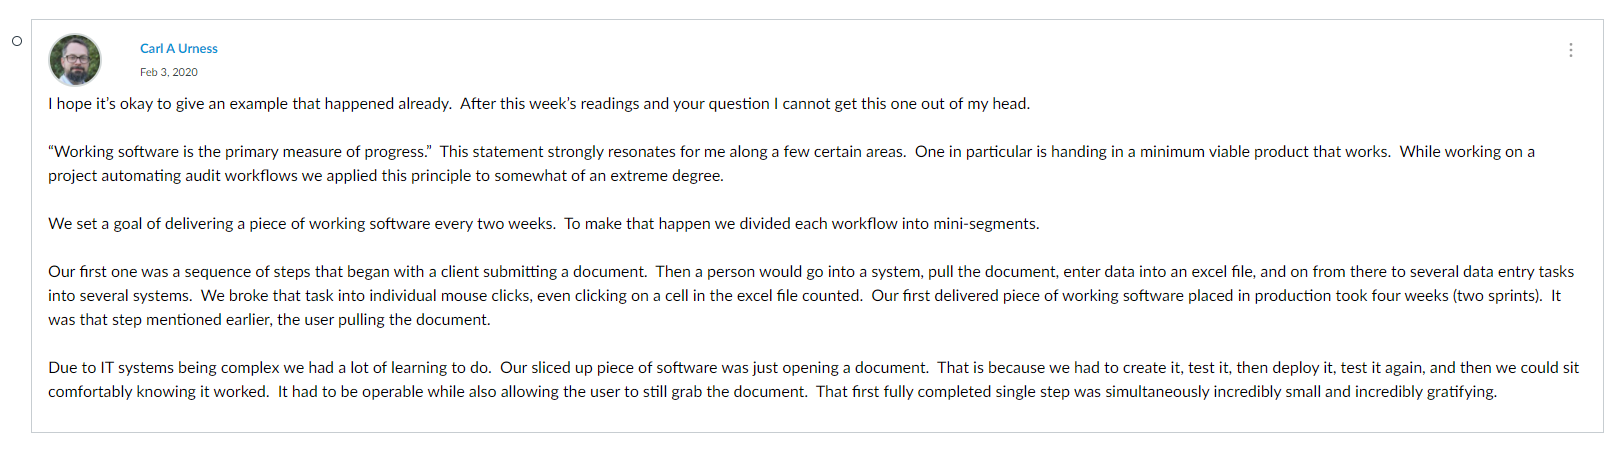 Carl A Urness
Feb 3, 2020
I hope it's okay to give an example that happened already.  After this week's readings and your question I cannot get this one out of my head.
“Working software is the primary measure of progress.”  This statement strongly resonates for me along a few certain areas.  One in particular is handing in a minimum viable product that works.  While working on a
project automating audit workflows we applied this principle to somewhat of an extreme degree.
We set a goal of delivering a piece of working software every two weeks.  To make that happen we divided each workflow into mini-segments.
Our first one was a sequence of steps that began with a client submitting a document.  Then a person would go into a system, pull the document, enter data into an excel file, and on from there to several data entry tasks
into several systems.  We broke that task into individual mouse clicks, even clicking on a cell in the excel file counted.  Our first delivered piece of working software placed in production took four weeks (two sprints).  It
was that step mentioned earlier, the user pulling the document.
Due to IT systems being complex we had a lot of learning to do.  Our sliced up piece of software was just opening a document.  That is because we had to create it, test it, then, deploy it, test it again, and then we could sit
comfortably knowing it worked.  It had to be operable while also allowing the user to still grab the document.  That first fully completed single step was simultaneously incredibly small and incredibly gratifying.